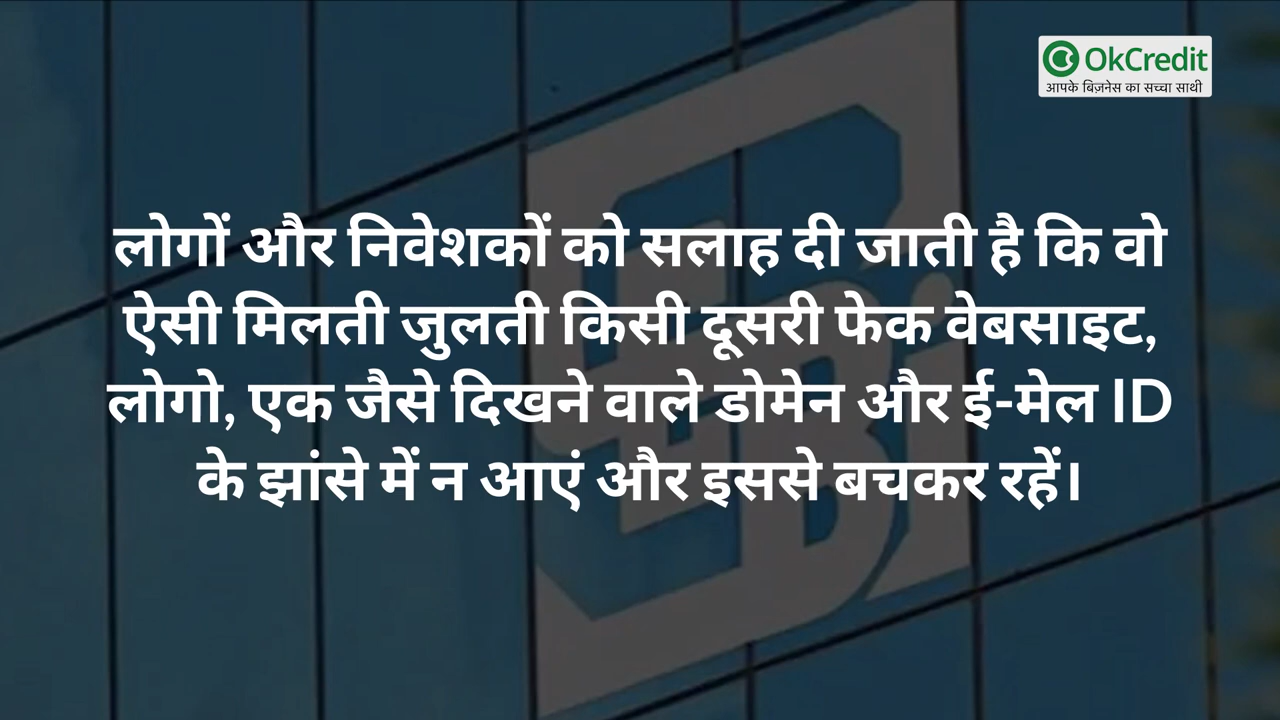 OkCredit
आपके बिज़नेस का सच्चा साथी
लोगों और निवेशकों को सलाह दी जाती है कि वो
ऐसी मिलती जुलती किसी दूसरी फेक वेबसाइट,
लोगो, एक जैसे दिखने वाले डोमेन और ई-मेल ID
के झांसे में न आएं और इससे बचकर रहें।
SEBI